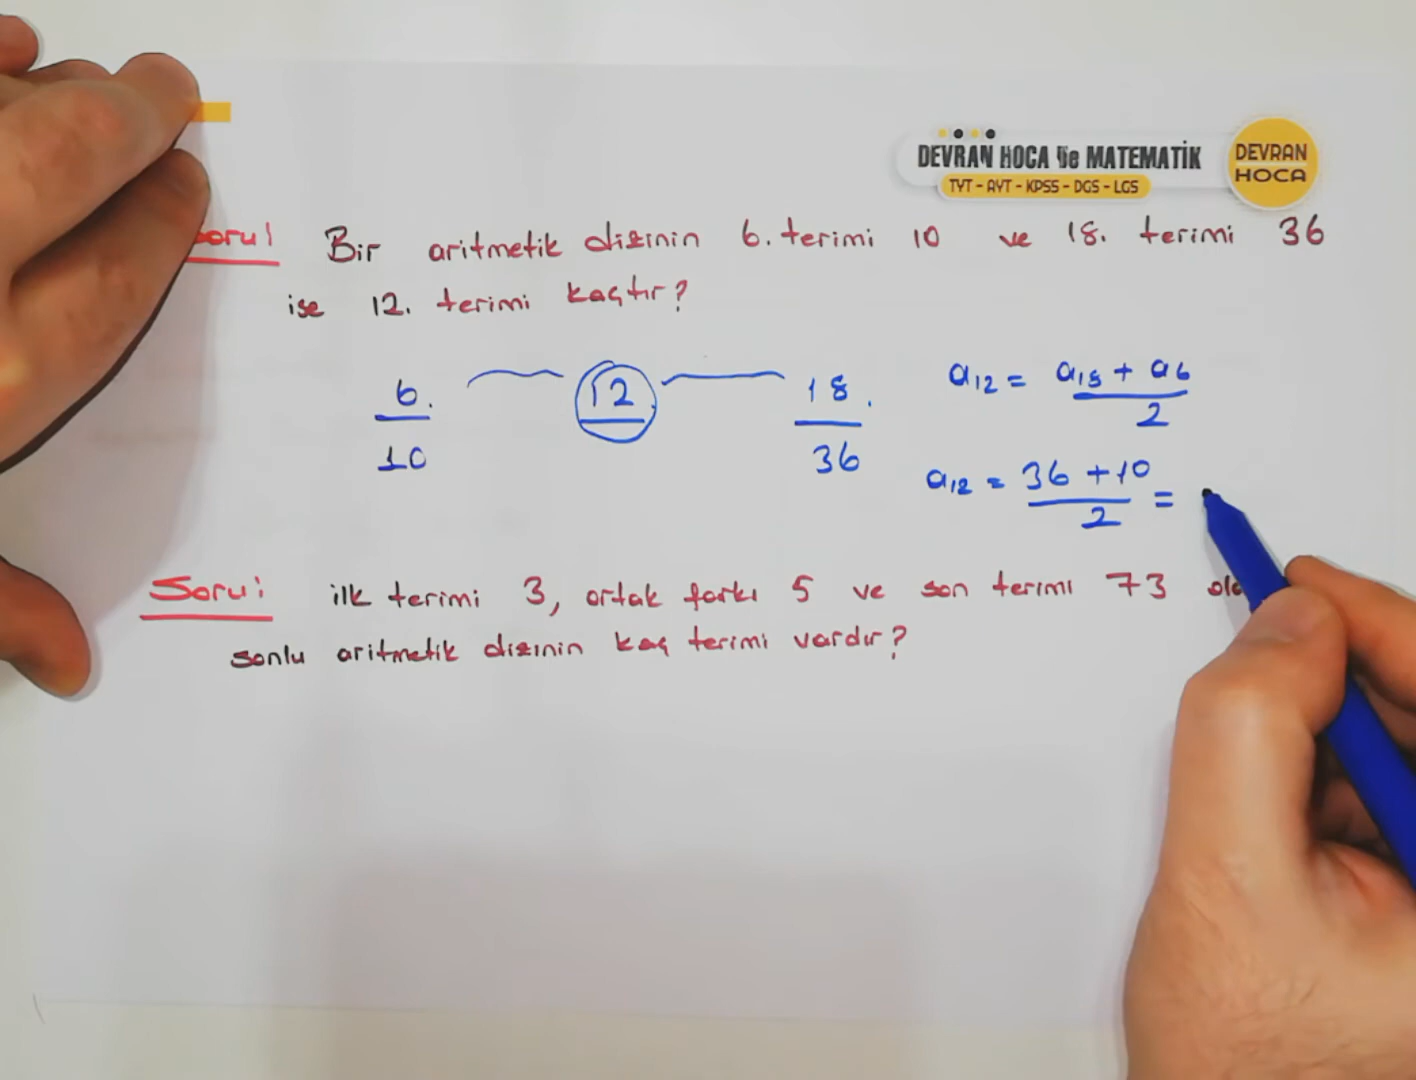 DEVRAN HOCA ile MATEMATİK
TYT - AYT - KPSS - DGS - LGS
DEVRAN
HOCA
Soru! Bir aritmetik dizinin 6. terimi 10 ve 18. terimi 36
ise 12. terimi kaçtır?
6. 12. 18.
10 36
a12 = a18 + a6
2
a12 = 36 + 10
2 =
Soru: ilk terimi 3, ortak farkı 5 ve son terimi 73
sonlu aritmetik dizinin kaç terimi vardır?